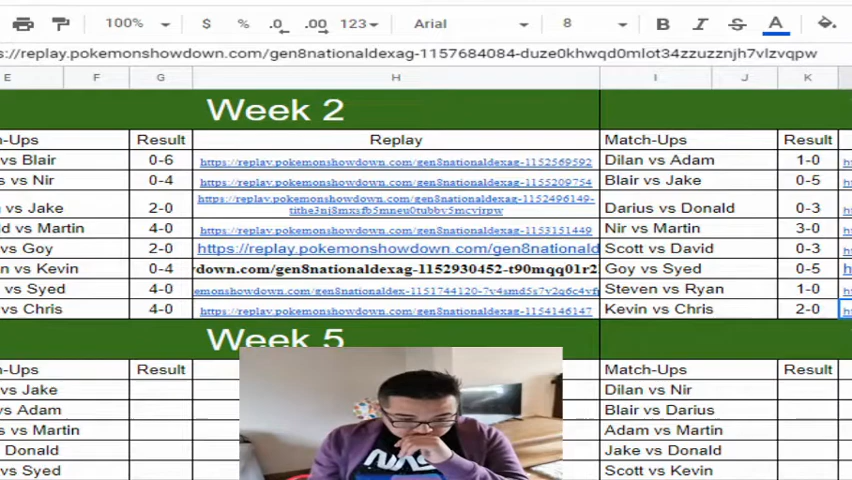 100% $ % .0 .00 123 Arial 8 B I S A
s://replay.pokemonshowdown.com/gen8nationaldexag-1157684084-duze0khwqd0mlot34zzuzznjh7vlzvqpw
E F G H I J K
Week 2
-Ups Result Replay Match-Ups Result
vs Blair 0-6 https://replay.pokemonshowdown.com/gen8nationaldexag-1152569592 Dilan vs Adam 1-0
s vs Nir 0-4 https://replay.pokemonshowdown.com/gen8nationaldexag-1155209754 Blair vs Jake 0-5
vs Jake 2-0 https://replay.pokemonshowdown.com/gen8nationaldexag-1152496149- Darius vs Donald 0-3
ld vs Martin 4-0 https://replay.pokemonshowdown.com/gen8nationaldexag-1153151449 Nir vs Martin 3-0
vs Goy 2-0 https://replay.pokemonshowdown.com/gen8national Scott vs David 0-3
n vs Kevin 0-4 down.com/gen8nationaldexag-1152930452-t90mqq01r2 Goy vs Syed 0-5
vs Syed 4-0 Steven vs Ryan 1-0
vs Chris 4-0 https://replay.pokemonshowdown.com/gen8nationaldexag-1154146147 Kevin vs Chris 2-0
Week 5
-Ups Result Match-Ups Result
vs Jake Dilan vs Nir
vs Adam Blair vs Darius
s vs Martin Adam vs Martin
Donald Jake vs Donald
vs Syed Scott vs Kevin